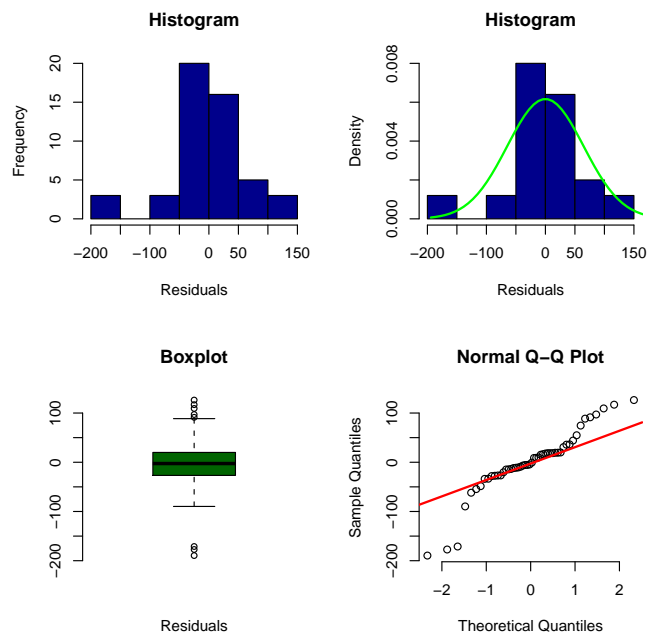 Histogram
Frequency
0 5 10 15 20
−200 0 50 150
Residuals
Histogram
Density
0.000 0.004 0.008
−200 0 50 150
Residuals
Boxplot
−200 −100 0 100
Residuals
Normal Q−Q Plot
Sample Quantiles
−200 −100 0 100
−2 −1 0 1 2
Theoretical Quantiles